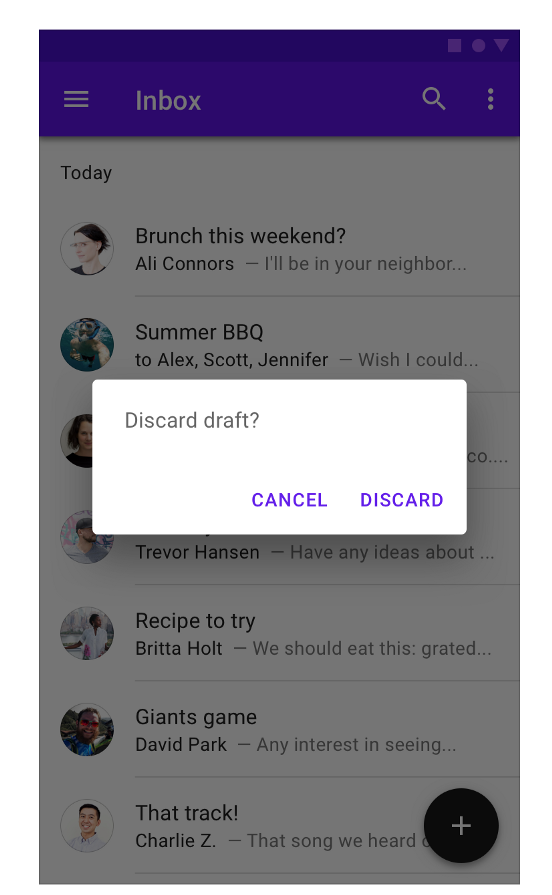 Inbox
Today
Brunch this weekend?
Ali Connors — I'll be in your neighbor...
Summer BBQ
to Alex, Scott, Jennifer — Wish I could...
Discard draft?
co....
CANCEL DISCARD
Trevor Hansen — Have any ideas about ...
Recipe to try
Britta Holt — We should eat this: grated...
Giants game
David Park — Any interest in seeing...
That track!
Charlie Z. — That song we heard